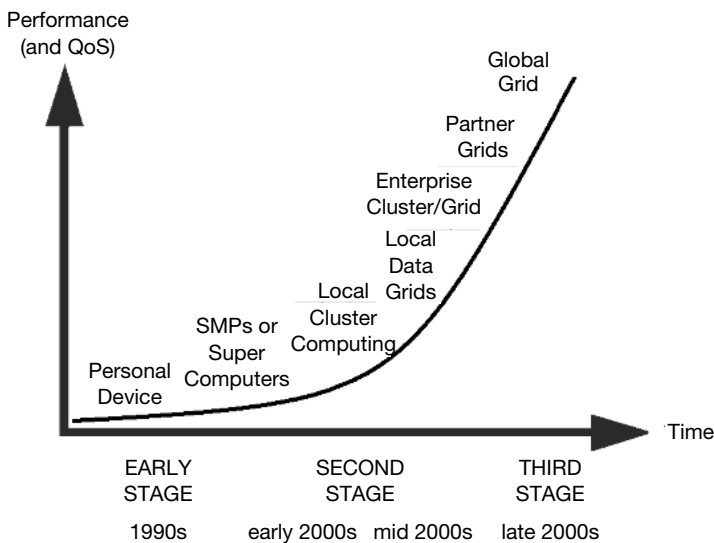 Performance
(and QoS)
Global
Grid
Partner
Grids
Enterprise
Cluster/Grid
Local
Data
Grids
Local
Cluster
Computing
SMPs or
Super
Computers
Personal
Device
Time
EARLY
STAGE
SECOND
STAGE
THIRD
STAGE
1990s
early 2000s
mid 2000s
late 2000s